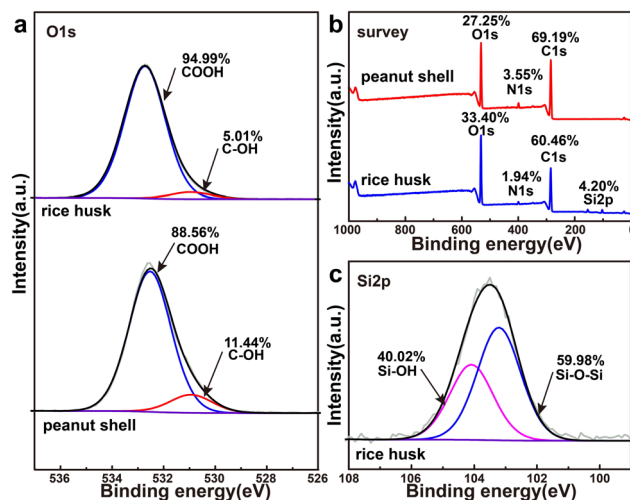 a
O1s
94.99%
COOH
5.01%
C-OH
rice husk
88.56%
COOH
11.44%
C-OH
peanut shell
Intensity(a.u.)
536 534 532 530 528 526
Binding energy(eV)
b
survey
27.25%
O1s
69.19%
C1s
peanut shell
3.55%
N1s
33.40%
O1s
60.46%
C1s
rice husk
1.94%
N1s
4.20%
Si2p
Intensity(a.u.)
1000 800 600 400 200 0
Binding energy(eV)
c
Si2p
40.02%
Si-OH
59.98%
Si-O-Si
rice husk
Intensity(a.u.)
108 106 104 102 100
Binding energy(eV)